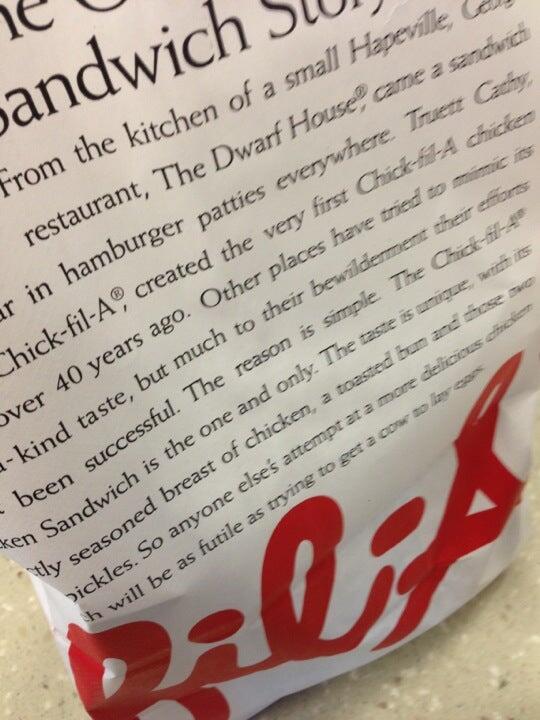 he
Sandwich Story
From the kitchen of a small Hapeville, Georg
restaurant, The Dwarf House®, came a sandwich
ar in hamburger patties everywhere. Truett Cathy,
Chick-fil-A®, created the very first Chick-fil-A chicken
over 40 years ago. Other places have tried to mimic its
-kind taste, but much to their bewilderment their efforts
t been successful. The reason is simple. The Chick-fil-A®
ken Sandwich is the one and only. The taste is unique, with its
tly seasoned breast of chicken, a toasted bun and those two
pickles. So anyone else's attempt at a more delicious chicken
h will be as futile as trying to get a cow to lay eggs.
fil